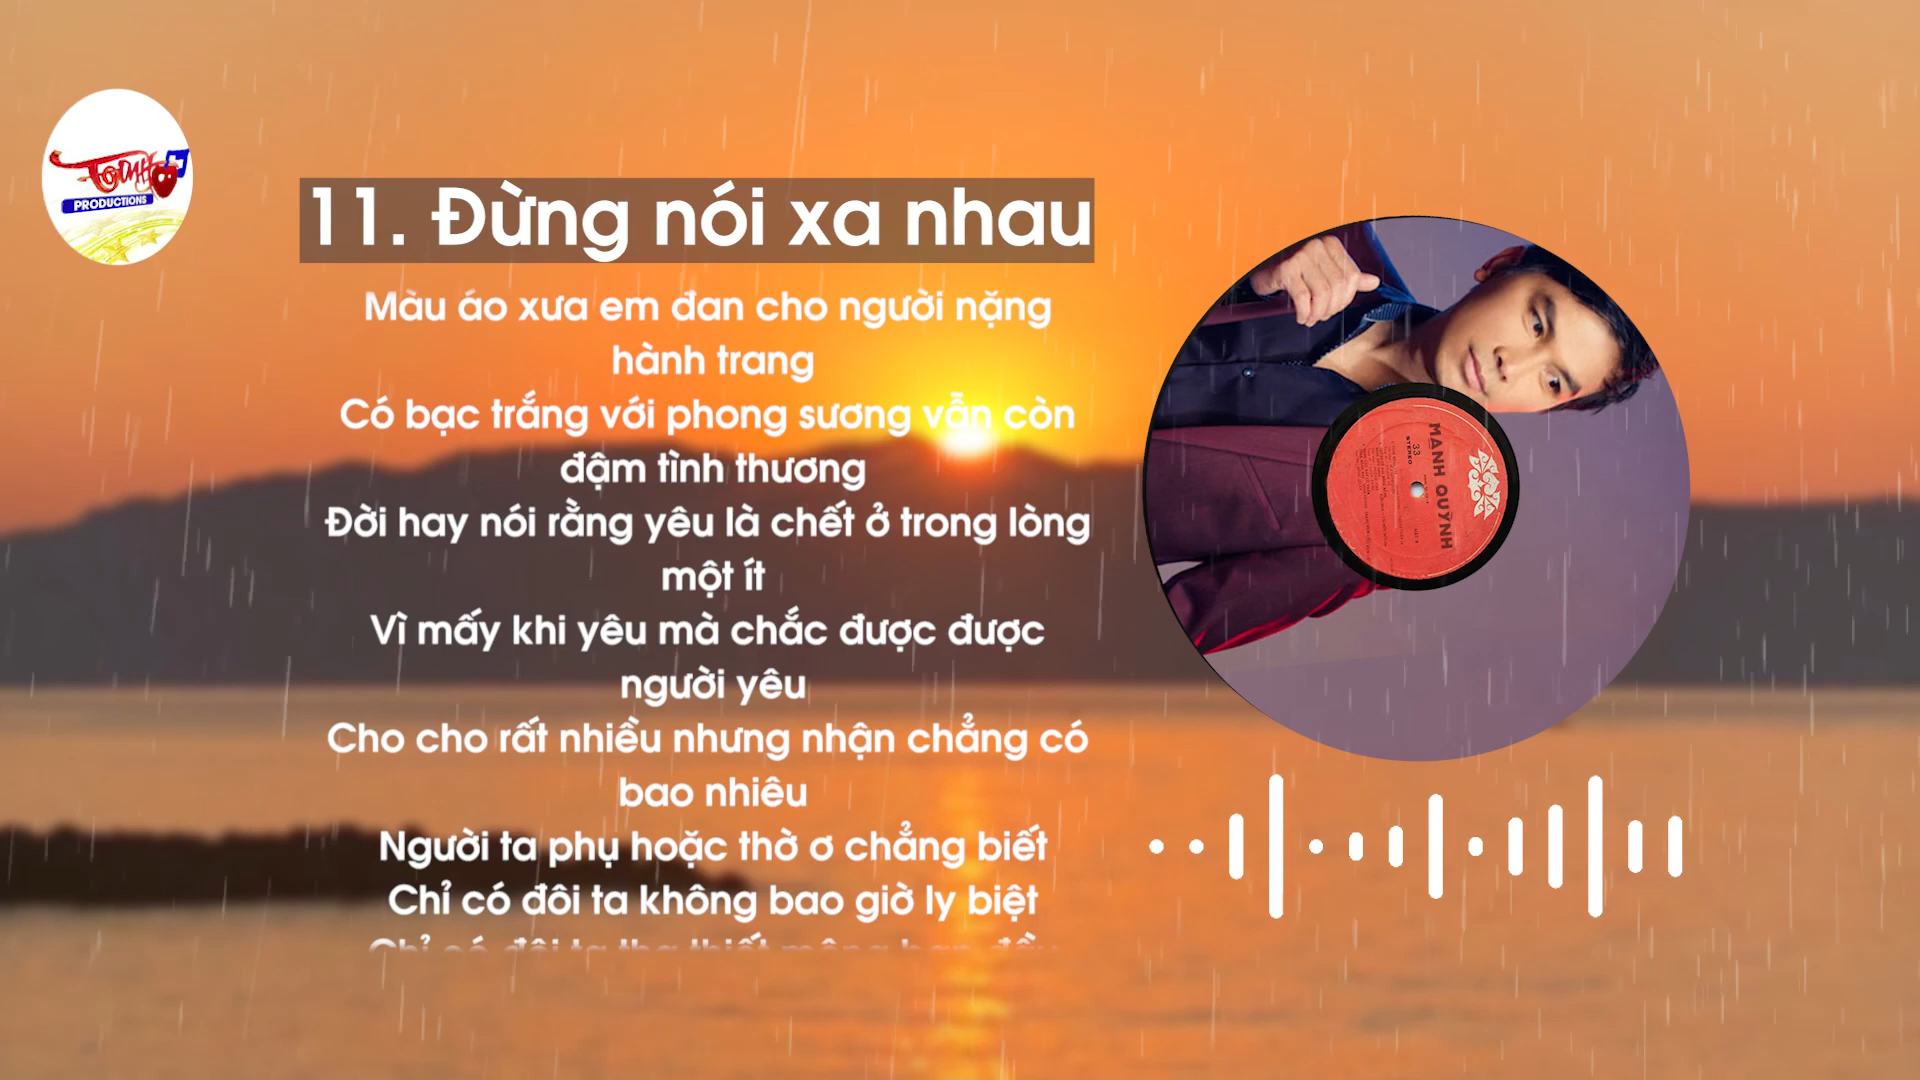 PRODUCTIONS
11. Đừng nói xa nhau
Màu áo xưa em đan cho người nặng
hành trang
Có bạc trắng với phong sương vẫn còn
đậm tình thương
Đời hay nói rằng yêu là chết ở trong lòng
một ít
Vì mấy khi yêu mà chắc được được
người yêu
Cho cho rất nhiều nhưng nhận chẳng có
bao nhiêu
Người ta phụ hoặc thờ ơ chẳng biết
Chỉ có đôi ta không bao giờ ly biệt
MẠNH QUỲNH
33
STEREO